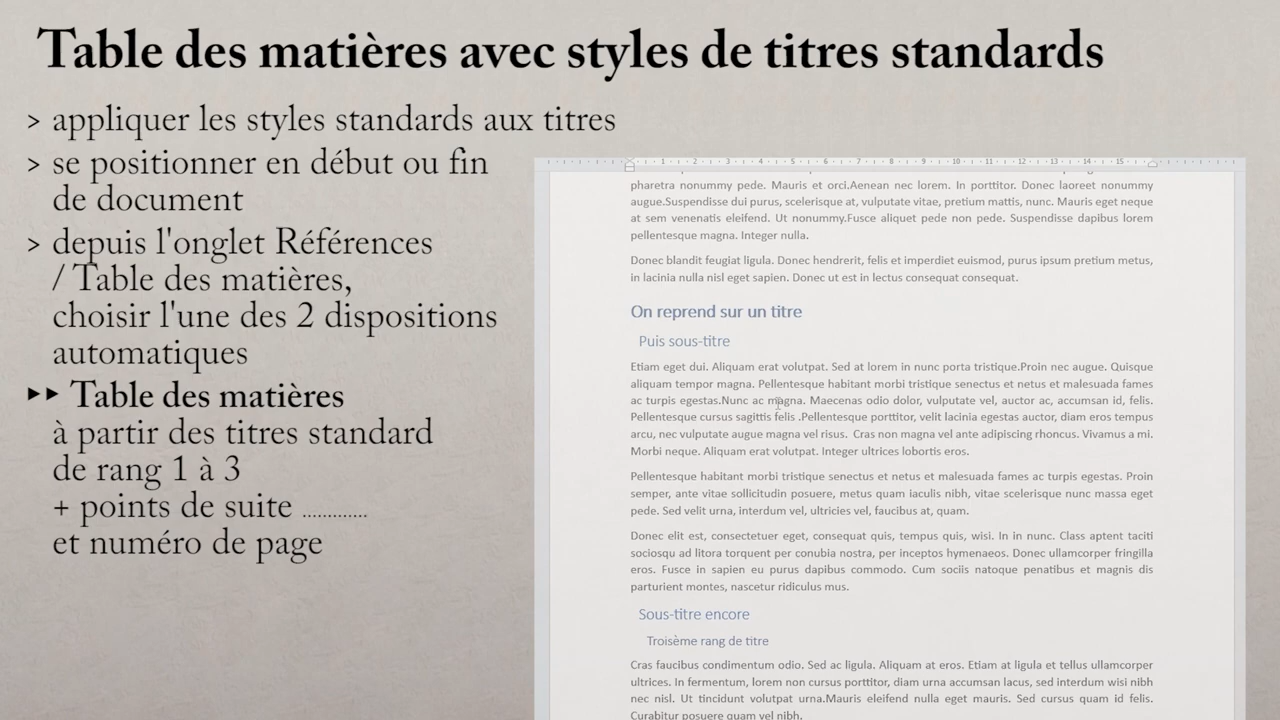 Table des matières avec styles de titres standards
> appliquer les styles standards aux titres
> se positionner en début ou fin
de document
> depuis l'onglet Références
/ Table des matières,
choisir l'une des 2 dispositions
automatiques
▶▶ Table des matières
à partir des titres standard
de rang 1 à 3
+ points de suite .............
et numéro de page
1 2 3 4 5 6 7 8 9 10 11 12 13 14 15
pharetra nonummy pede. Mauris et orci.Aenean nec lorem. In porttitor. Donec laoreet nonummy
augue.Suspendisse dui purus, scelerisque at, vulputate vitae, pretium mattis, nunc. Mauris eget neque
at sem venenatis eleifend. Ut nonummy.Fusce aliquet pede non pede. Suspendisse dapibus lorem
pellentesque magna. Integer nulla.
Donec blandit feugiat ligula. Donec hendrerit, felis et imperdiet euismod, purus ipsum pretium metus,
in lacinia nulla nisl eget sapien. Donec ut est in lectus consequat consequat.
On reprend sur un titre
Puis sous-titre
Etiam eget dui. Aliquam erat volutpat. Sed at lorem in nunc porta tristique.Proin nec augue. Quisque
aliquam tempor magna. Pellentesque habitant morbi tristique senectus et netus et malesuada fames
ac turpis egestas.Nunc ac magna. Maecenas odio dolor, vulputate vel, auctor ac, accumsan id, felis.
Pellentesque cursus sagittis felis .Pellentesque porttitor, velit lacinia egestas auctor, diam eros tempus
arcu, nec vulputate augue magna vel risus.  Cras non magna vel ante adipiscing rhoncus. Vivamus a mi.
Morbi neque. Aliquam erat volutpat. Integer ultrices lobortis eros.
Pellentesque habitant morbi tristique senectus et netus et malesuada fames ac turpis egestas. Proin
semper, ante vitae sollicitudin posuere, metus quam iaculis nibh, vitae scelerisque nunc massa eget
pede. Sed velit urna, interdum vel, ultricies vel, faucibus at, quam.
Donec elit est, consectetuer eget, consequat quis, tempus quis, wisi. In in nunc. Class aptent taciti
sociosqu ad litora torquent per conubia nostra, per inceptos hymenaeos. Donec ullamcorper fringilla
eros. Fusce in sapien eu purus dapibus commodo. Cum sociis natoque penatibus et magnis dis
parturient montes, nascetur ridiculus mus.
Sous-titre encore
Troisème rang de titre
Cras faucibus condimentum odio. Sed ac ligula. Aliquam at eros. Etiam at ligula et tellus ullamcorper
ultrices. In fermentum, lorem non cursus porttitor, diam urna accumsan lacus, sed interdum wisi nibh
nec nisl. Ut tincidunt volutpat urna.Mauris eleifend nulla eget mauris. Sed cursus quam id felis.
Curabitur posuere quam vel nibh.